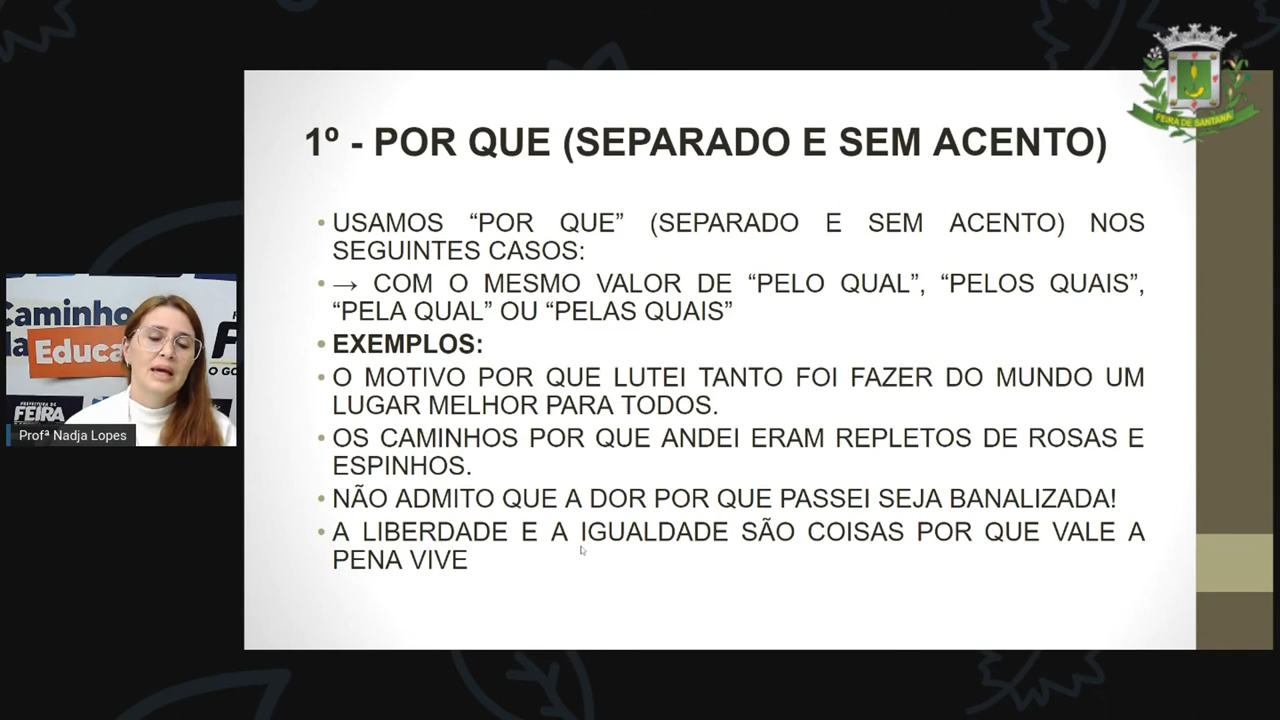 1º - POR QUE (SEPARADO E SEM ACENTO)
• USAMOS “POR QUE” (SEPARADO E SEM ACENTO) NOS
SEGUINTES CASOS:
• → COM O MESMO VALOR DE “PELO QUAL”, “PELOS QUAIS”,
“PELA QUAL” OU “PELAS QUAIS”
• EXEMPLOS:
• O MOTIVO POR QUE LUTEI TANTO FOI FAZER DO MUNDO UM
LUGAR MELHOR PARA TODOS.
• OS CAMINHOS POR QUE ANDEI ERAM REPLETOS DE ROSAS E
ESPINHOS.
• NÃO ADMITO QUE A DOR POR QUE PASSEI SEJA BANALIZADA!
• A LIBERDADE E A IGUALDADE SÃO COISAS POR QUE VALE A
PENA VIVE
FEIRA DE SANTANA
Caminho
da
Educa
PREFEITURA DE
FEIRA
F
O GO
Profª Nadja Lopes